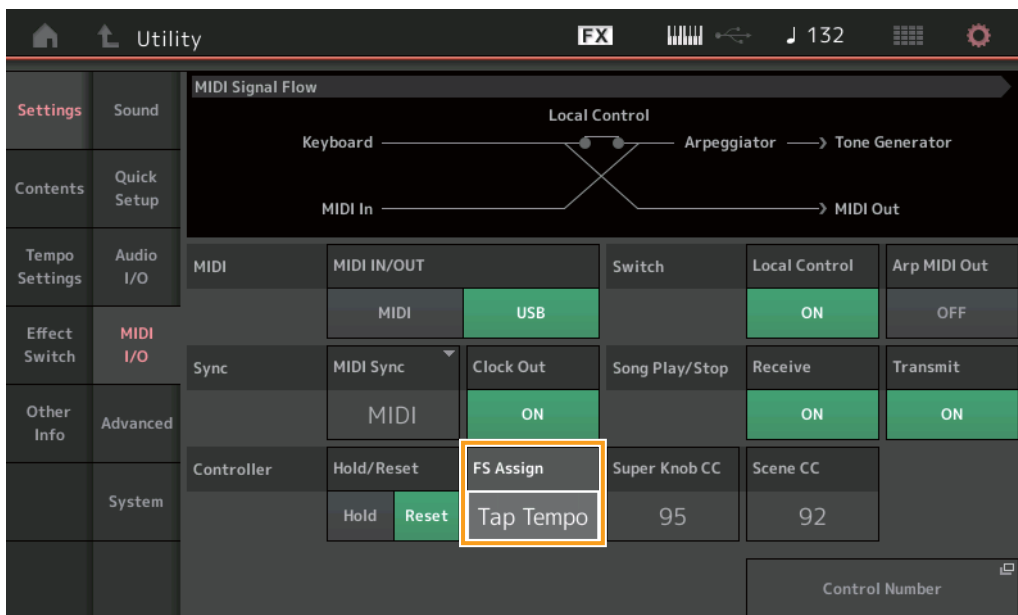 Utility
FX
♩ 132
Settings
Contents
Tempo
Settings
Effect
Switch
Other
Info
Sound
Quick
Setup
Audio
I/O
MIDI
I/O
Advanced
System
MIDI Signal Flow
Local Control
Keyboard
Arpeggiator
Tone Generator
MIDI In
MIDI Out
MIDI
MIDI IN/OUT
MIDI
USB
Switch
Local Control
ON
Arp MIDI Out
OFF
Sync
MIDI Sync
MIDI
Clock Out
ON
Song Play/Stop
Receive
ON
Transmit
ON
Controller
Hold/Reset
Hold
Reset
FS Assign
Tap Tempo
Super Knob CC
95
Scene CC
92
Control Number